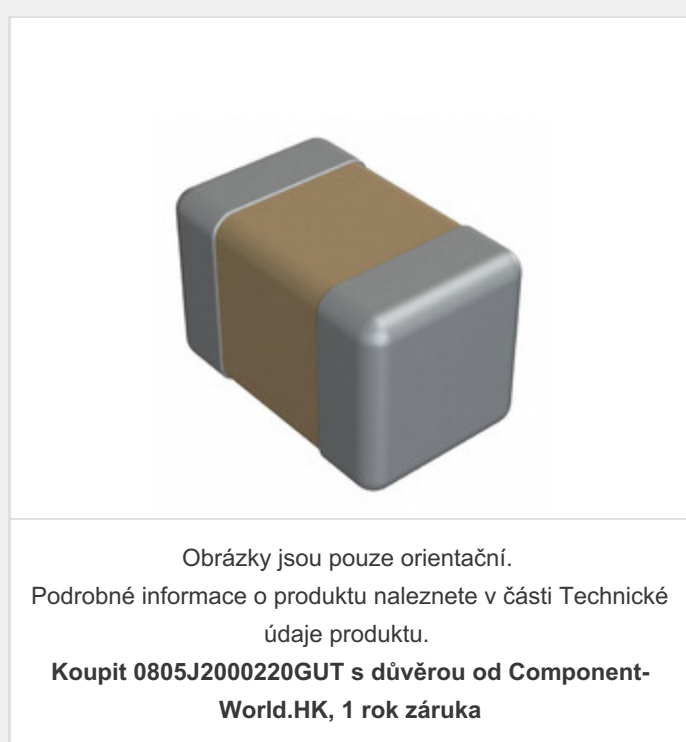 Obrázky jsou pouze orientační.
Podrobné informace o produktu naleznete v části Technické
údaje produktu.
Koupit 0805J2000220GUT s důvěrou od Component-
World.HK, 1 rok záruka